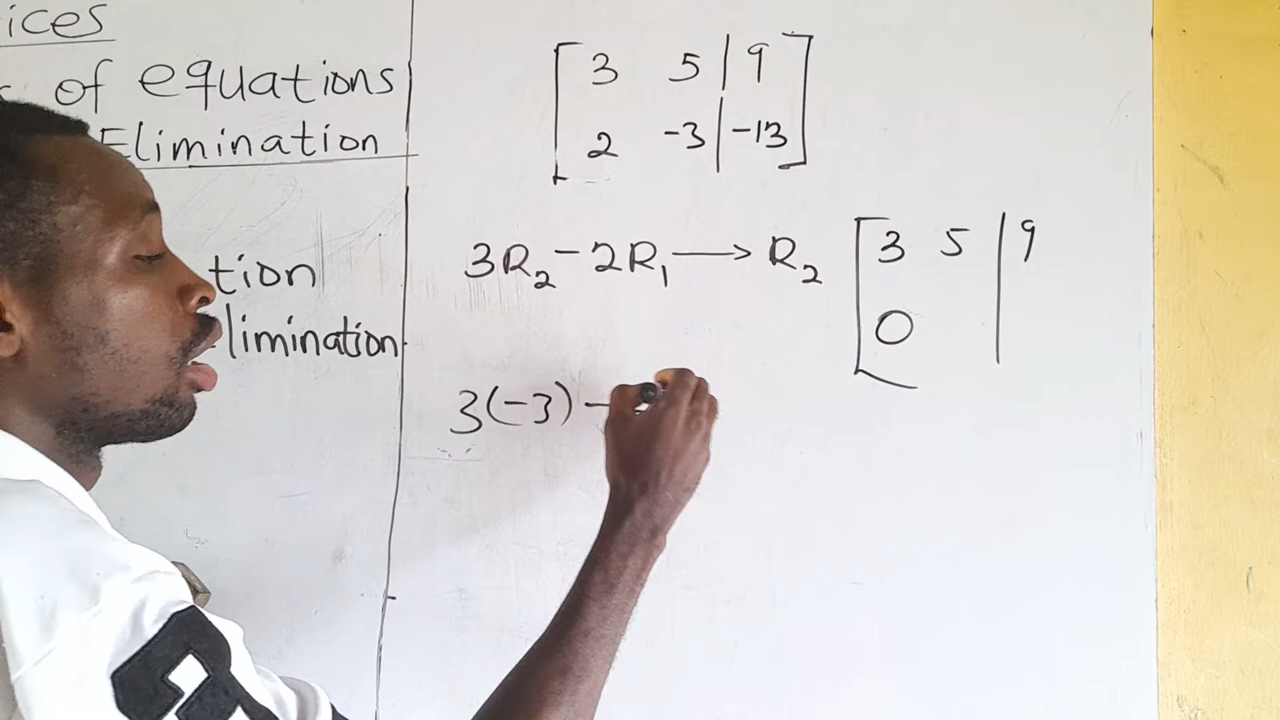 of equations
Elimination
tion
limination
[ 3 5 | 9 ]
[ 2 -3 | -13 ]
3R₂ - 2R₁ → R₂ [ 3 5 | 9
[ 0 |
3(-3) -